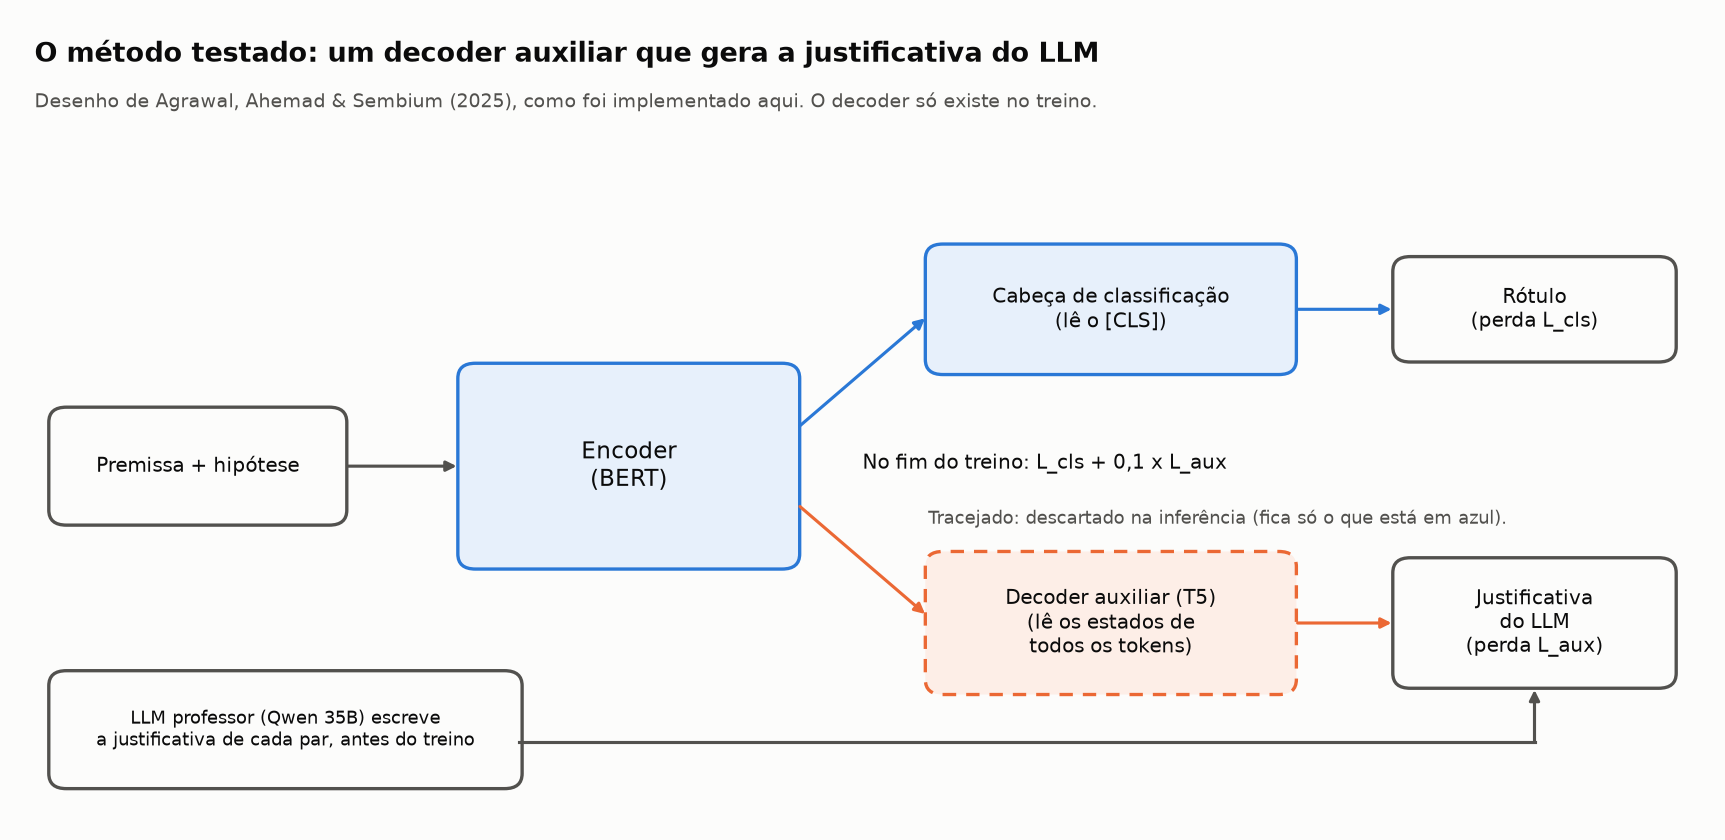 O método testado: um decoder auxiliar que gera a justificativa do LLM
Desenho de Agrawal, Ahemad & Sembium (2025), como foi implementado aqui. O decoder só existe no treino.
Cabeça de classificação
(lê o [CLS])
Rótulo
(perda L_cls)
Premissa + hipótese
Encoder
(BERT)
No fim do treino: L_cls + 0,1 x L_aux
Tracejado: descartado na inferência (fica só o que está em azul).
Decoder auxiliar (T5)
(lê os estados de
todos os tokens)
Justificativa
do LLM
(perda L_aux)
LLM professor (Qwen 35B) escreve
a justificativa de cada par, antes do treino